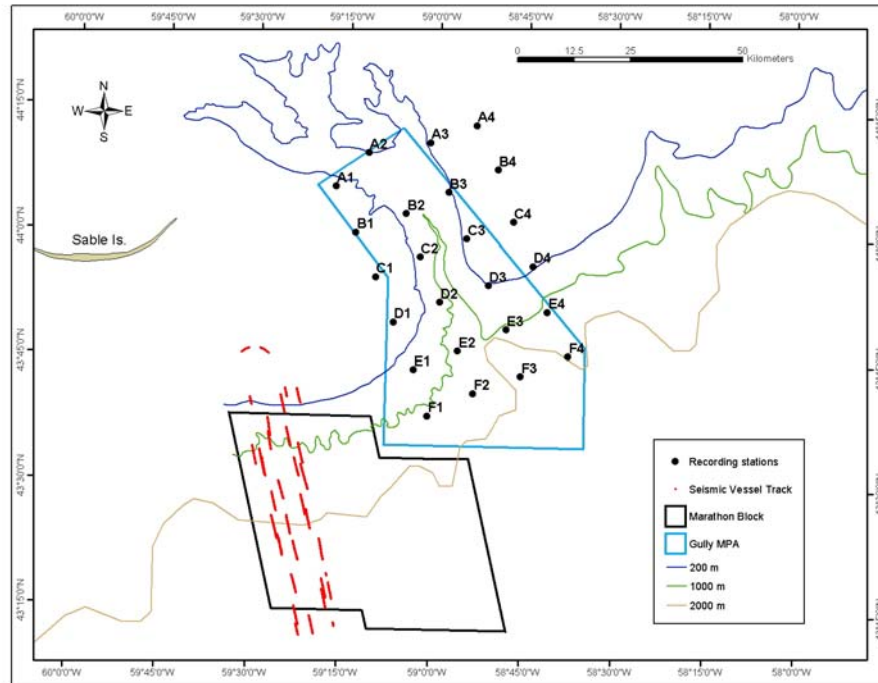 60°0'0"W 59°45'0"W 59°30'0"W 59°15'0"W 59°0'0"W 58°45'0"W 58°30'0"W 58°15'0"W 58°0'0"W
0 12.5 25 50
Kilometers
N
W E
S
44°15'0"N
A4
A3
A2
B4
A1
B3
B2
C4
44°0'0"N
B1
C3
Sable Is.
C2
D4
C1
D3
D2
E4
D1
E3
43°45'0"N
E2
F4
E1
F3
F2
F1
43°30'0"N
Recording stations
Seismic Vessel Track
Marathon Block
Gully MPA
200 m
1000 m
2000 m
43°15'0"N
60°0'0"W 59°45'0"W 59°30'0"W 59°15'0"W 59°0'0"W 58°45'0"W 58°30'0"W 58°15'0"W 58°0'0"W